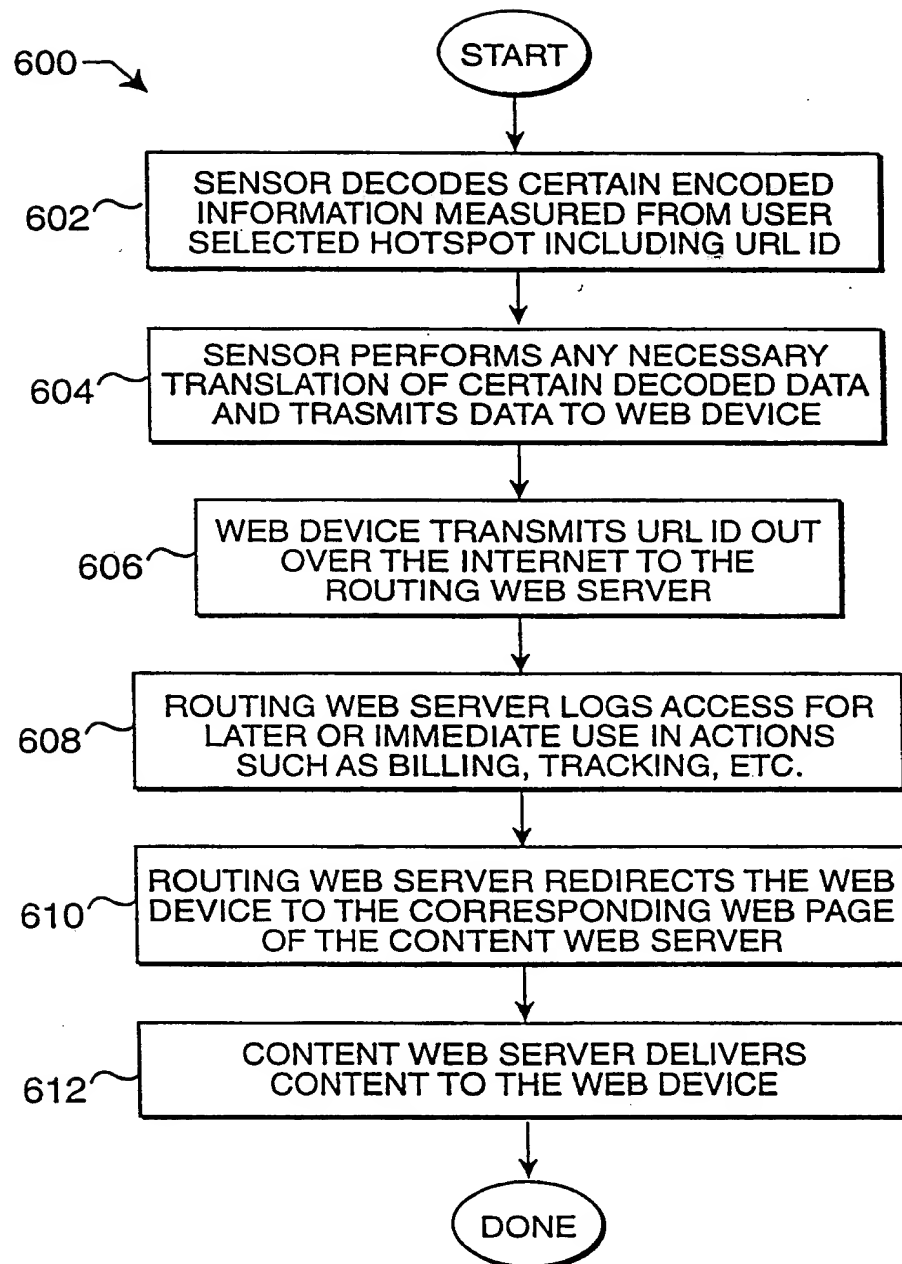 START
600
SENSOR DECODES CERTAIN ENCODED
INFORMATION MEASURED FROM USER
SELECTED HOTSPOT INCLUDING URL ID
602
SENSOR PERFORMS ANY NECESSARY
TRANSLATION OF CERTAIN DECODED DATA
AND TRASMITS DATA TO WEB DEVICE
604
WEB DEVICE TRANSMITS URL ID OUT
OVER THE INTERNET TO THE
ROUTING WEB SERVER
606
ROUTING WEB SERVER LOGS ACCESS FOR
LATER OR IMMEDIATE USE IN ACTIONS
SUCH AS BILLING, TRACKING, ETC.
608
ROUTING WEB SERVER REDIRECTS THE WEB
DEVICE TO THE CORRESPONDING WEB PAGE
OF THE CONTENT WEB SERVER
610
CONTENT WEB SERVER DELIVERS
CONTENT TO THE WEB DEVICE
612
DONE